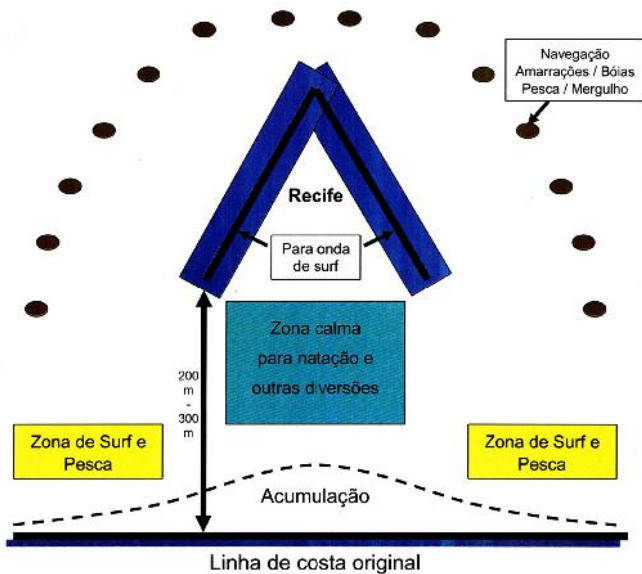 Navegação
Amarrações / Bóias
Pesca / Mergulho
Recife
Para onda
de surf
Zona calma
para natação e
outras diversões
200
m
-
300
m
Zona de Surf e
Pesca
Zona de Surf e
Pesca
Acumulação
Linha de costa original